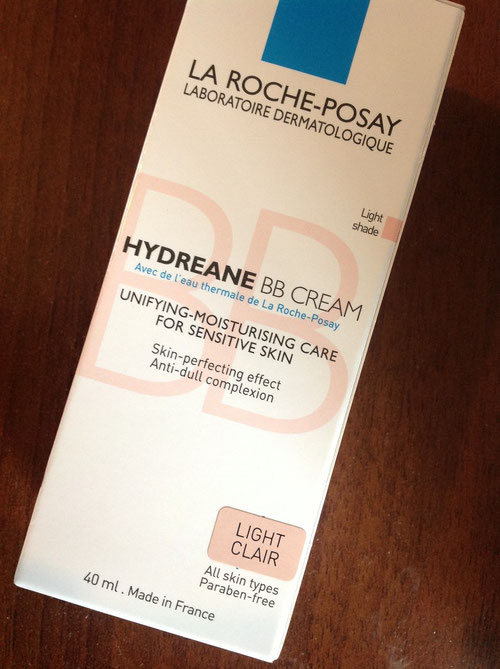 LA ROCHE-POSAY
LABORATOIRE DERMATOLOGIQUE
Light
shade
BB
HYDREANE BB CREAM
Avec de l'eau thermale de La Roche-Posay
UNIFYING-MOISTURISING CARE
FOR SENSITIVE SKIN
Skin-perfecting effect
Anti-dull complexion
LIGHT
CLAIR
All skin types
Paraben-free
40 ml . Made in France